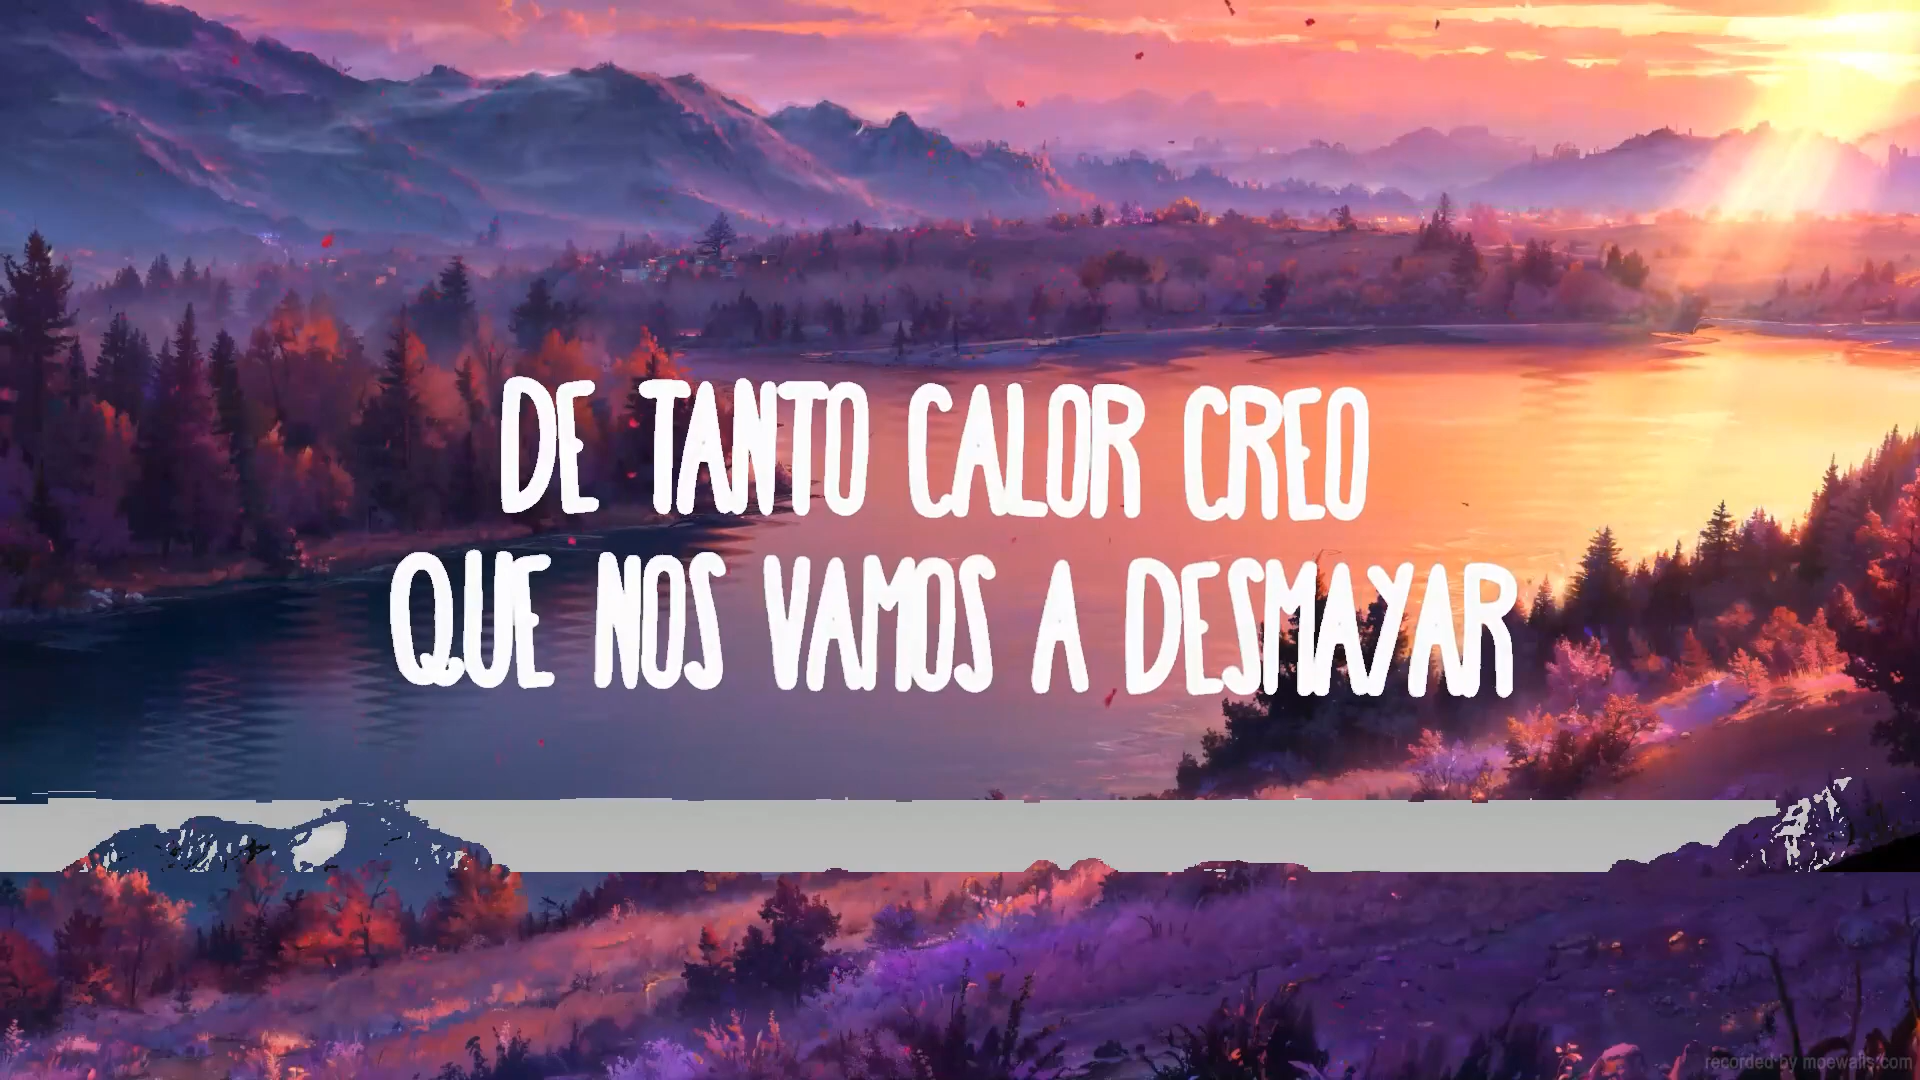 DE TANTO CALOR CREO
QUE NOS VAMOS A DESMAYAR
recorded by moewalls.com